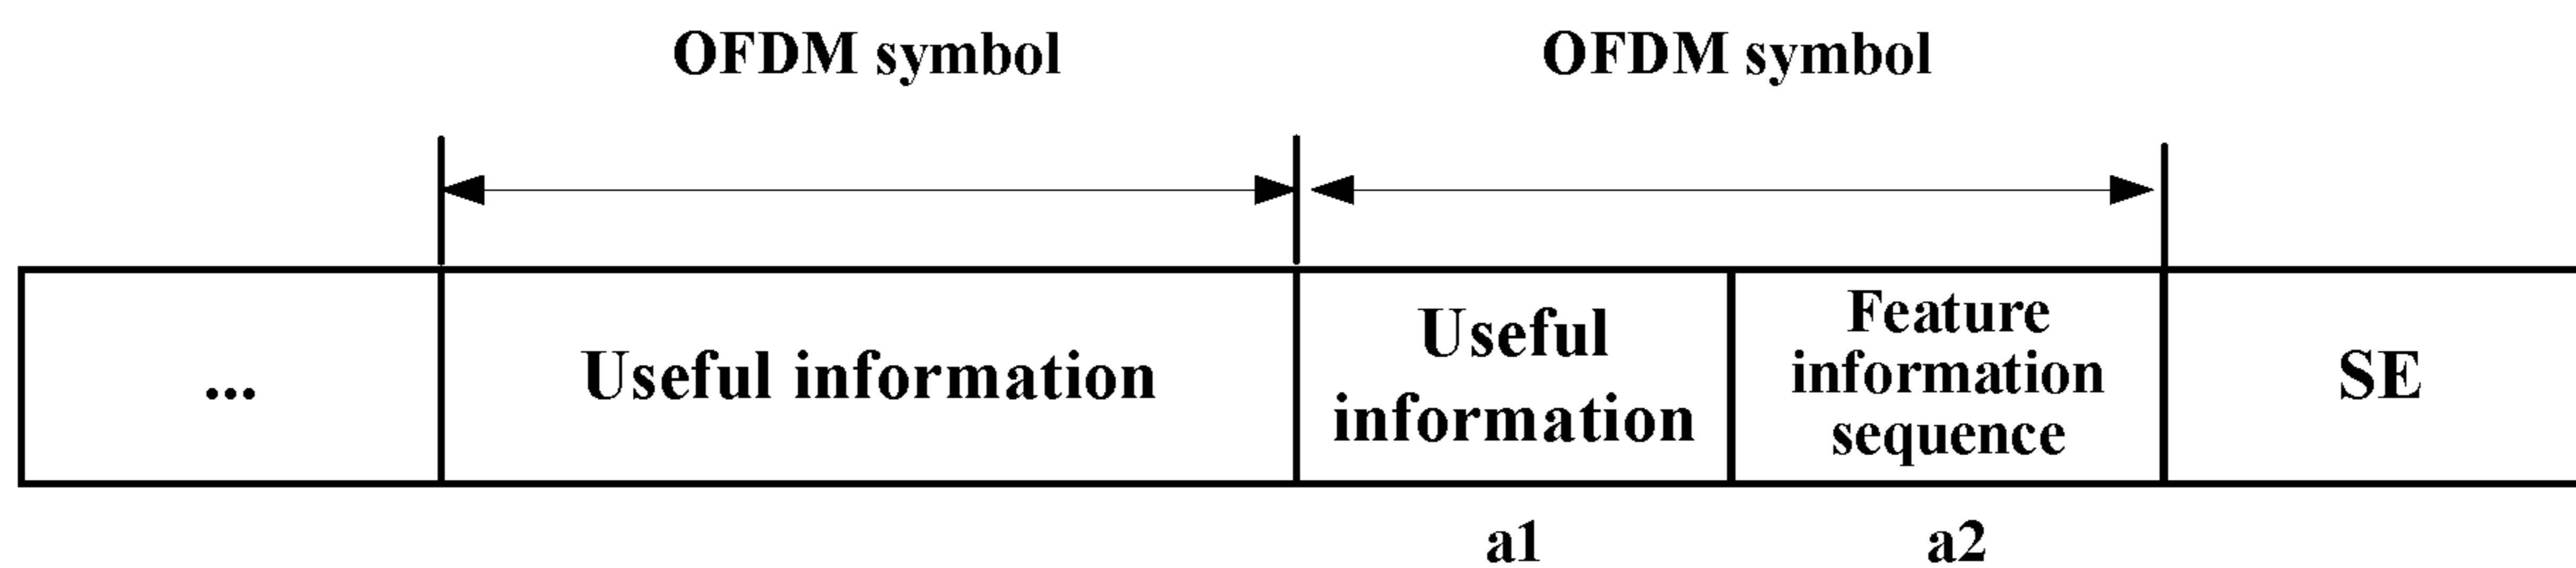 OFDM symbol
OFDM symbol
...
Useful information
Useful
information
Feature
information
sequence
SE
a1
a2